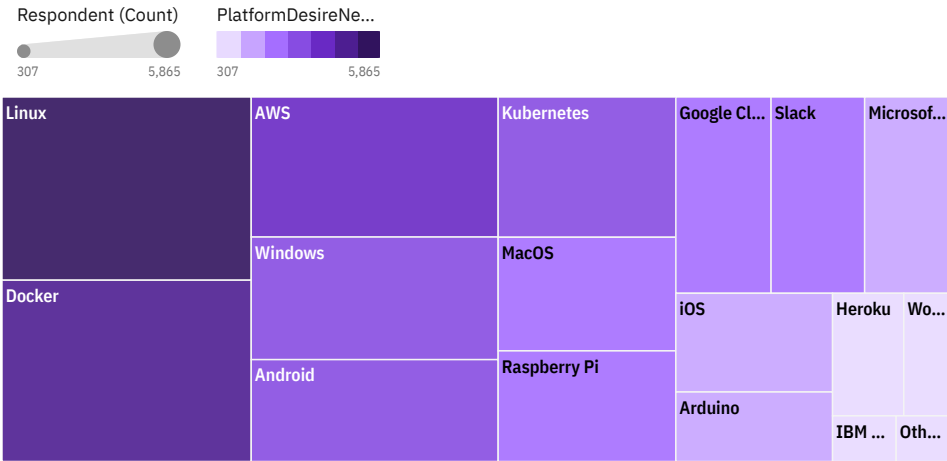 Respondent (Count)
307
5,865
PlatformDesireNe...
307
5,865
Linux
AWS
Kubernetes
Google Cl...
Slack
Microsof...
Windows
MacOS
Docker
iOS
Heroku
Wo...
Android
Raspberry Pi
Arduino
IBM ...
Oth...